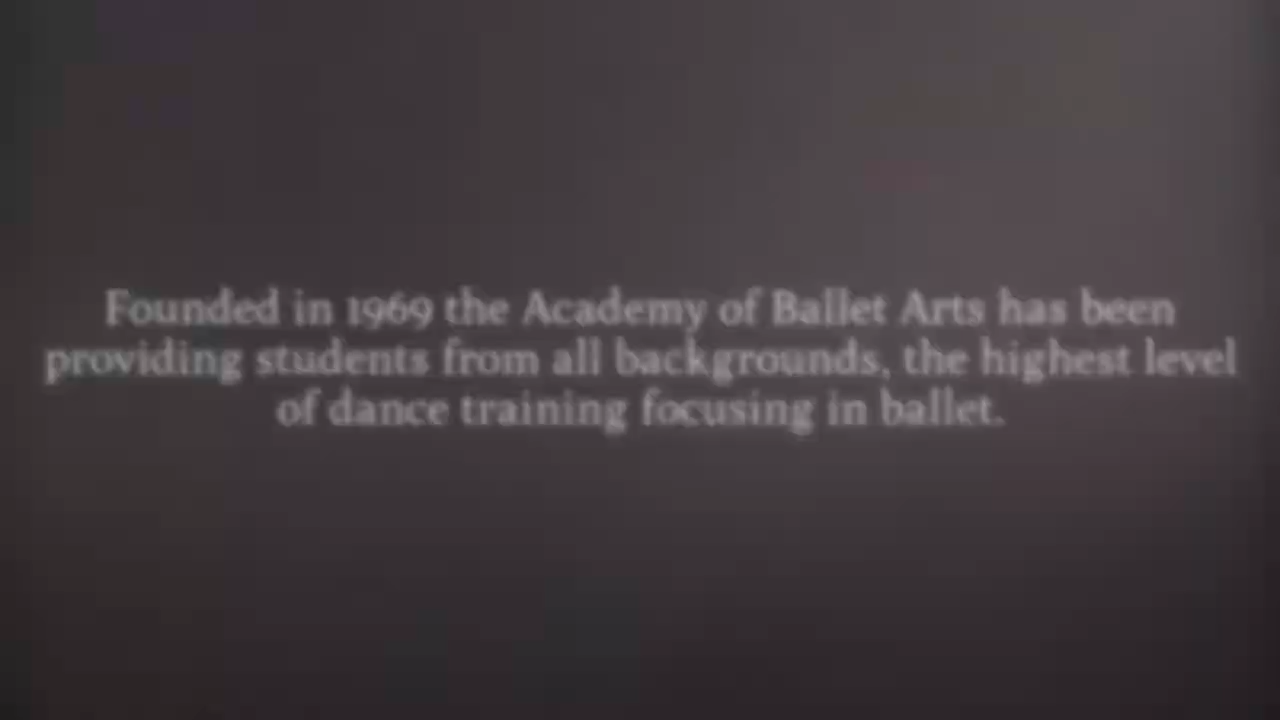 Founded in 1969 the Academy of Ballet Arts has been
providing students from all backgrounds, the highest level
of dance training focusing in ballet.